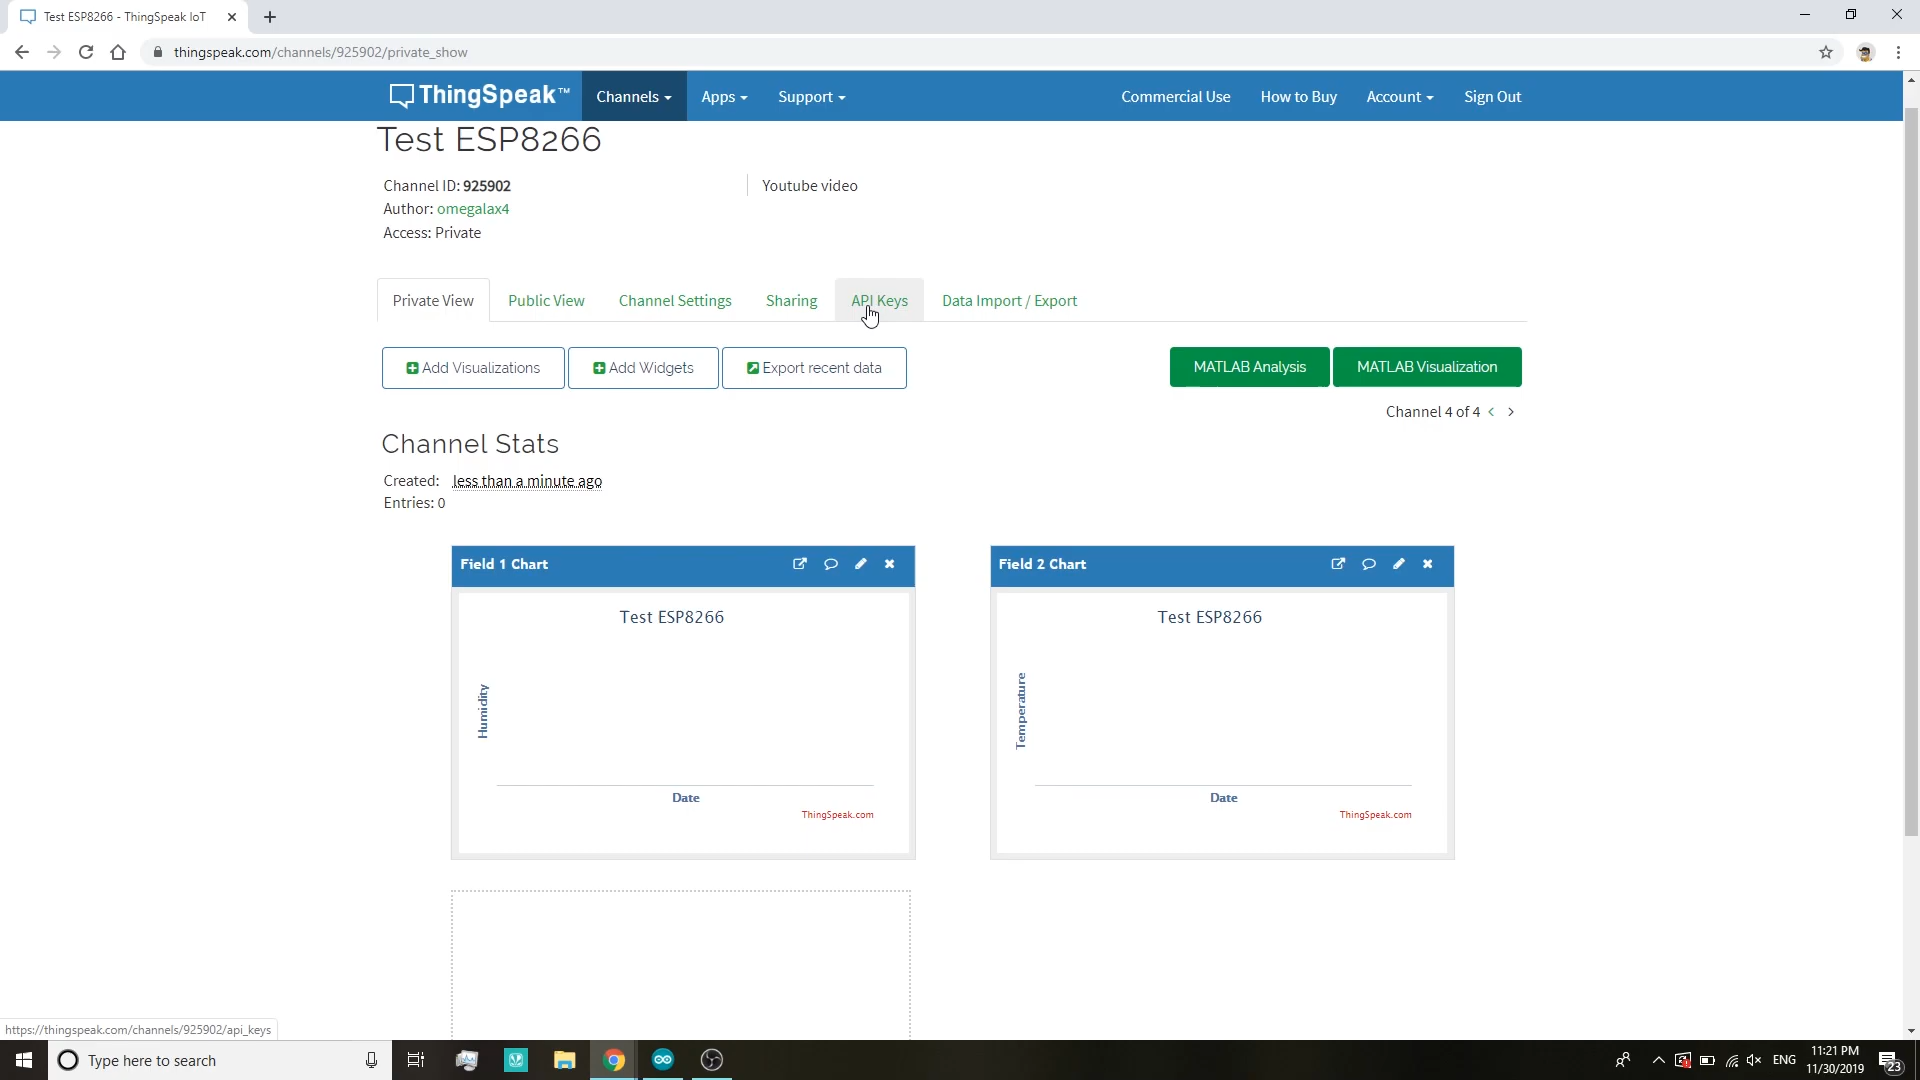 Test ESP8266 - ThingSpeak IoT
thingspeak.com/channels/925902/private_show
ThingSpeak™ Channels Apps Support Commercial Use How to Buy Account Sign Out
Test ESP8266
Channel ID: 925902 Youtube video
Author: omegalax4
Access: Private
Private View Public View Channel Settings Sharing API Keys Data Import / Export
Add Visualizations Add Widgets Export recent data MATLAB Analysis MATLAB Visualization
Channel 4 of 4 < >
Channel Stats
Created: less than a minute ago
Entries: 0
Field 1 Chart
Test ESP8266
Humidity
Date
ThingSpeak.com
Field 2 Chart
Test ESP8266
Temperature
Date
ThingSpeak.com
https://thingspeak.com/channels/925902/api_keys
Type here to search
ENG
11:21 PM
11/30/2019
23